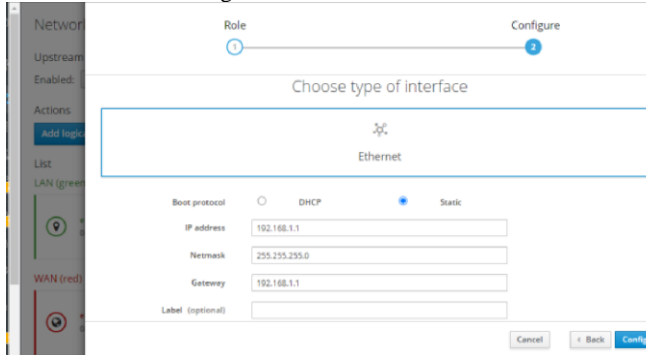 Networ
Role
Configure
1
2
Upstream
Enabled:
Choose type of interface
Actions
Add logic
Ethernet
List
LAN (green
Boot protocol DHCP Static
IP address 192.168.1.1
Netmask 255.255.255.0
WAN (red)
Gateway 192.168.1.1
Label (optional)
Cancel < Back Config